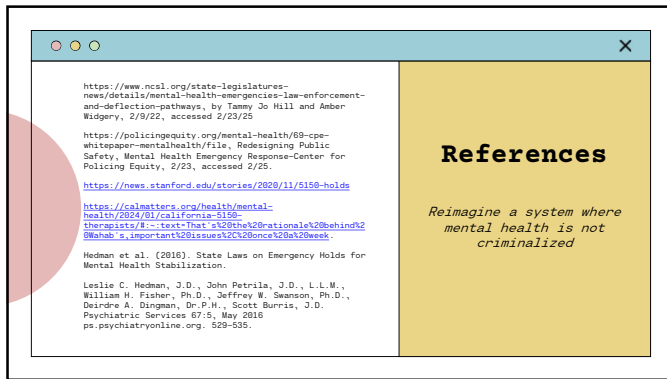 https://www.ncsl.org/state-legislatures-
news/details/mental-health-emergencies-law-enforcement-
and-deflection-pathways, by Tammy Jo Hill and Amber
Widgery, 2/9/22, accessed 2/23/25
https://policingequity.org/mental-health/69-cpe-
whitepaper-mentalhealth/file, Redesigning Public
Safety, Mental Health Emergency Response-Center for
Policing Equity, 2/23, accessed 2/25.
https://news.stanford.edu/stories/2020/11/5150-holds
https://calmatters.org/health/mental-
health/2024/01/california-5150-
therapists/#:~:text=That's%20the%20rationale%20behind%2
0Wahab's,important%20issues%2C%20once%20a%20week.
Hedman et al. (2016). State Laws on Emergency Holds for
Mental Health Stabilization.
Leslie C. Hedman, J.D., John Petrila, J.D., L.L.M.,
William H. Fisher, Ph.D., Jeffrey W. Swanson, Ph.D.,
Deirdre A. Dingman, Dr.P.H., Scott Burris, J.D.
Psychiatric Services 67:5, May 2016
ps.psychiatryonline.org. 529-535.
References
Reimagine a system where
mental health is not
criminalized